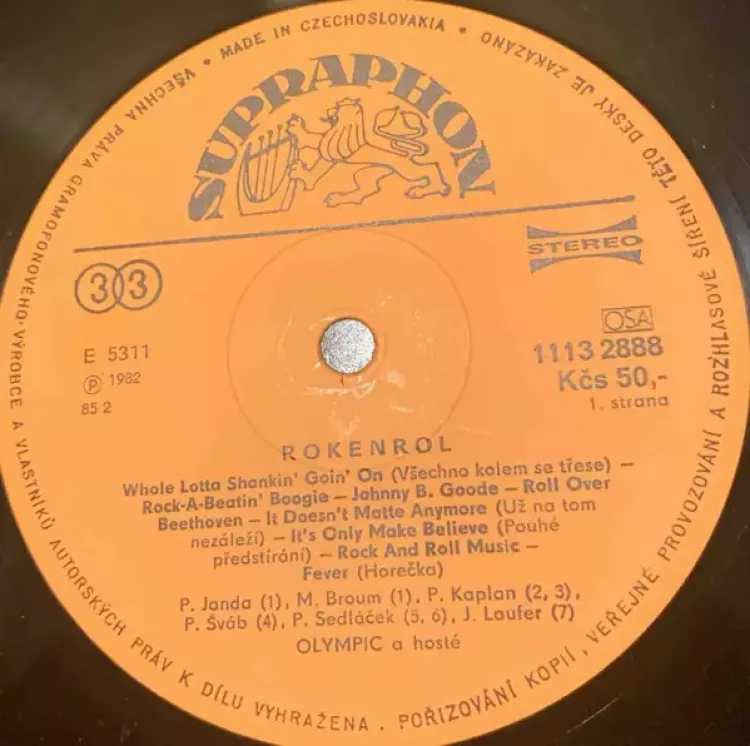 VŠECHNA PRÁVA GRAMOFONOVÉHO·VÝROBCE A VLASTNÍKŮ AUTORSKÝCH PRÁV K DÍLU VYHRAŽENA . POŘIZOVÁNÍ KOPIÍ, VEŘEJNÉ PROVOZOVÁNÍ A ROZHLASOVÉ ŠÍŘENÍ TÉTO DESKY JE ZAKÁZÁNO • MADE IN CZECHOSLOVAKIA •
SUPRAPHON
STEREO
33
OSA
E 5311
1113 2888
Ⓟ 1982
Kčs 50,-
85 2
1. strana
ROKENROL
Whole Lotta Shankin' Goin' On (Všechno kolem se třese) –
Rock-A-Beatin' Boogie – Johnny B. Goode – Roll Over
Beethoven – It Doesn't Matte Anymore (Už na tom
nezáleží) – It's Only Make Believe (Pouhé
předstírání) – Rock And Roll Music –
Fever (Horečka)
P. Janda (1), M. Broum (1), P. Kaplan (2, 3),
P. Šváb (4), P. Sedláček (5, 6), J. Laufer (7)
OLYMPIC a hosté